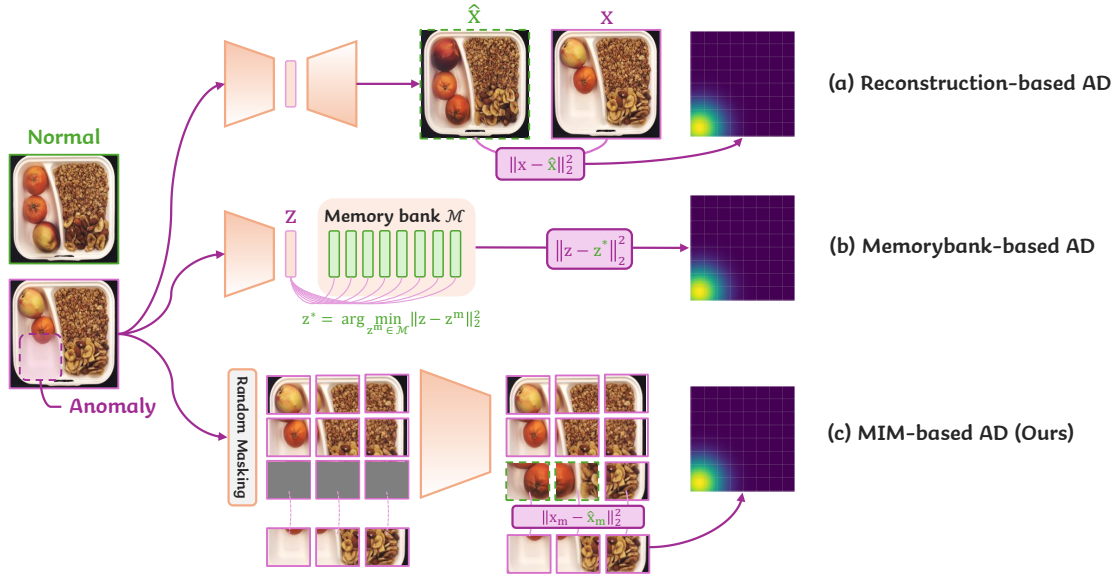 x̂
x
(a) Reconstruction-based AD
Normal
‖x − x̂‖₂²
z
Memory bank ℳ
‖z − z*‖₂²
(b) Memorybank-based AD
z* = arg min ‖z − zᵐ‖₂²
zᵐ ∈ ℳ
Anomaly
Random Masking
(c) MIM-based AD (Ours)
‖xₘ − x̂ₘ‖₂²